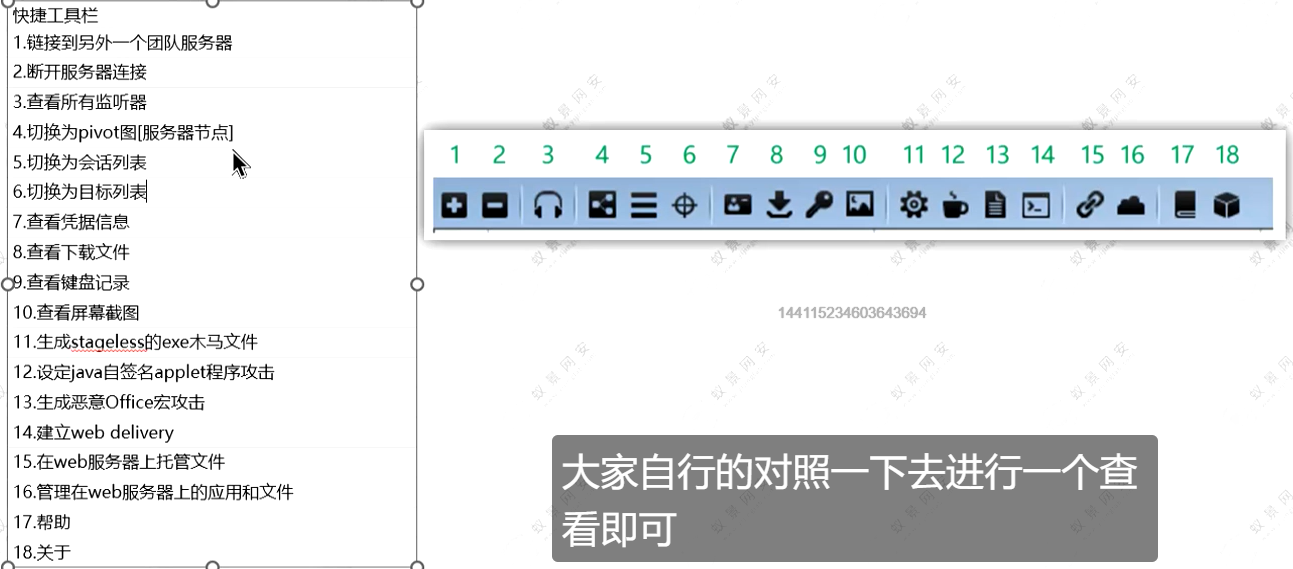 快捷工具栏
1.链接到另外一个团队服务器
2.断开服务器连接
3.查看所有监听器
4.切换为pivot图[服务器节点]
5.切换为会话列表
6.切换为目标列表
7.查看凭据信息
8.查看下载文件
9.查看键盘记录
10.查看屏幕截图
11.生成stageless的exe木马文件
12.设定java自签名applet程序攻击
13.生成恶意Office宏攻击
14.建立web delivery
15.在web服务器上托管文件
16.管理在web服务器上的应用和文件
17.帮助
18.关于
1 2 3 4 5 6 7 8 9 10 11 12 13 14 15 16 17 18
144115234603643694
蚁景网安
大家自行的对照一下去进行一个查
看即可